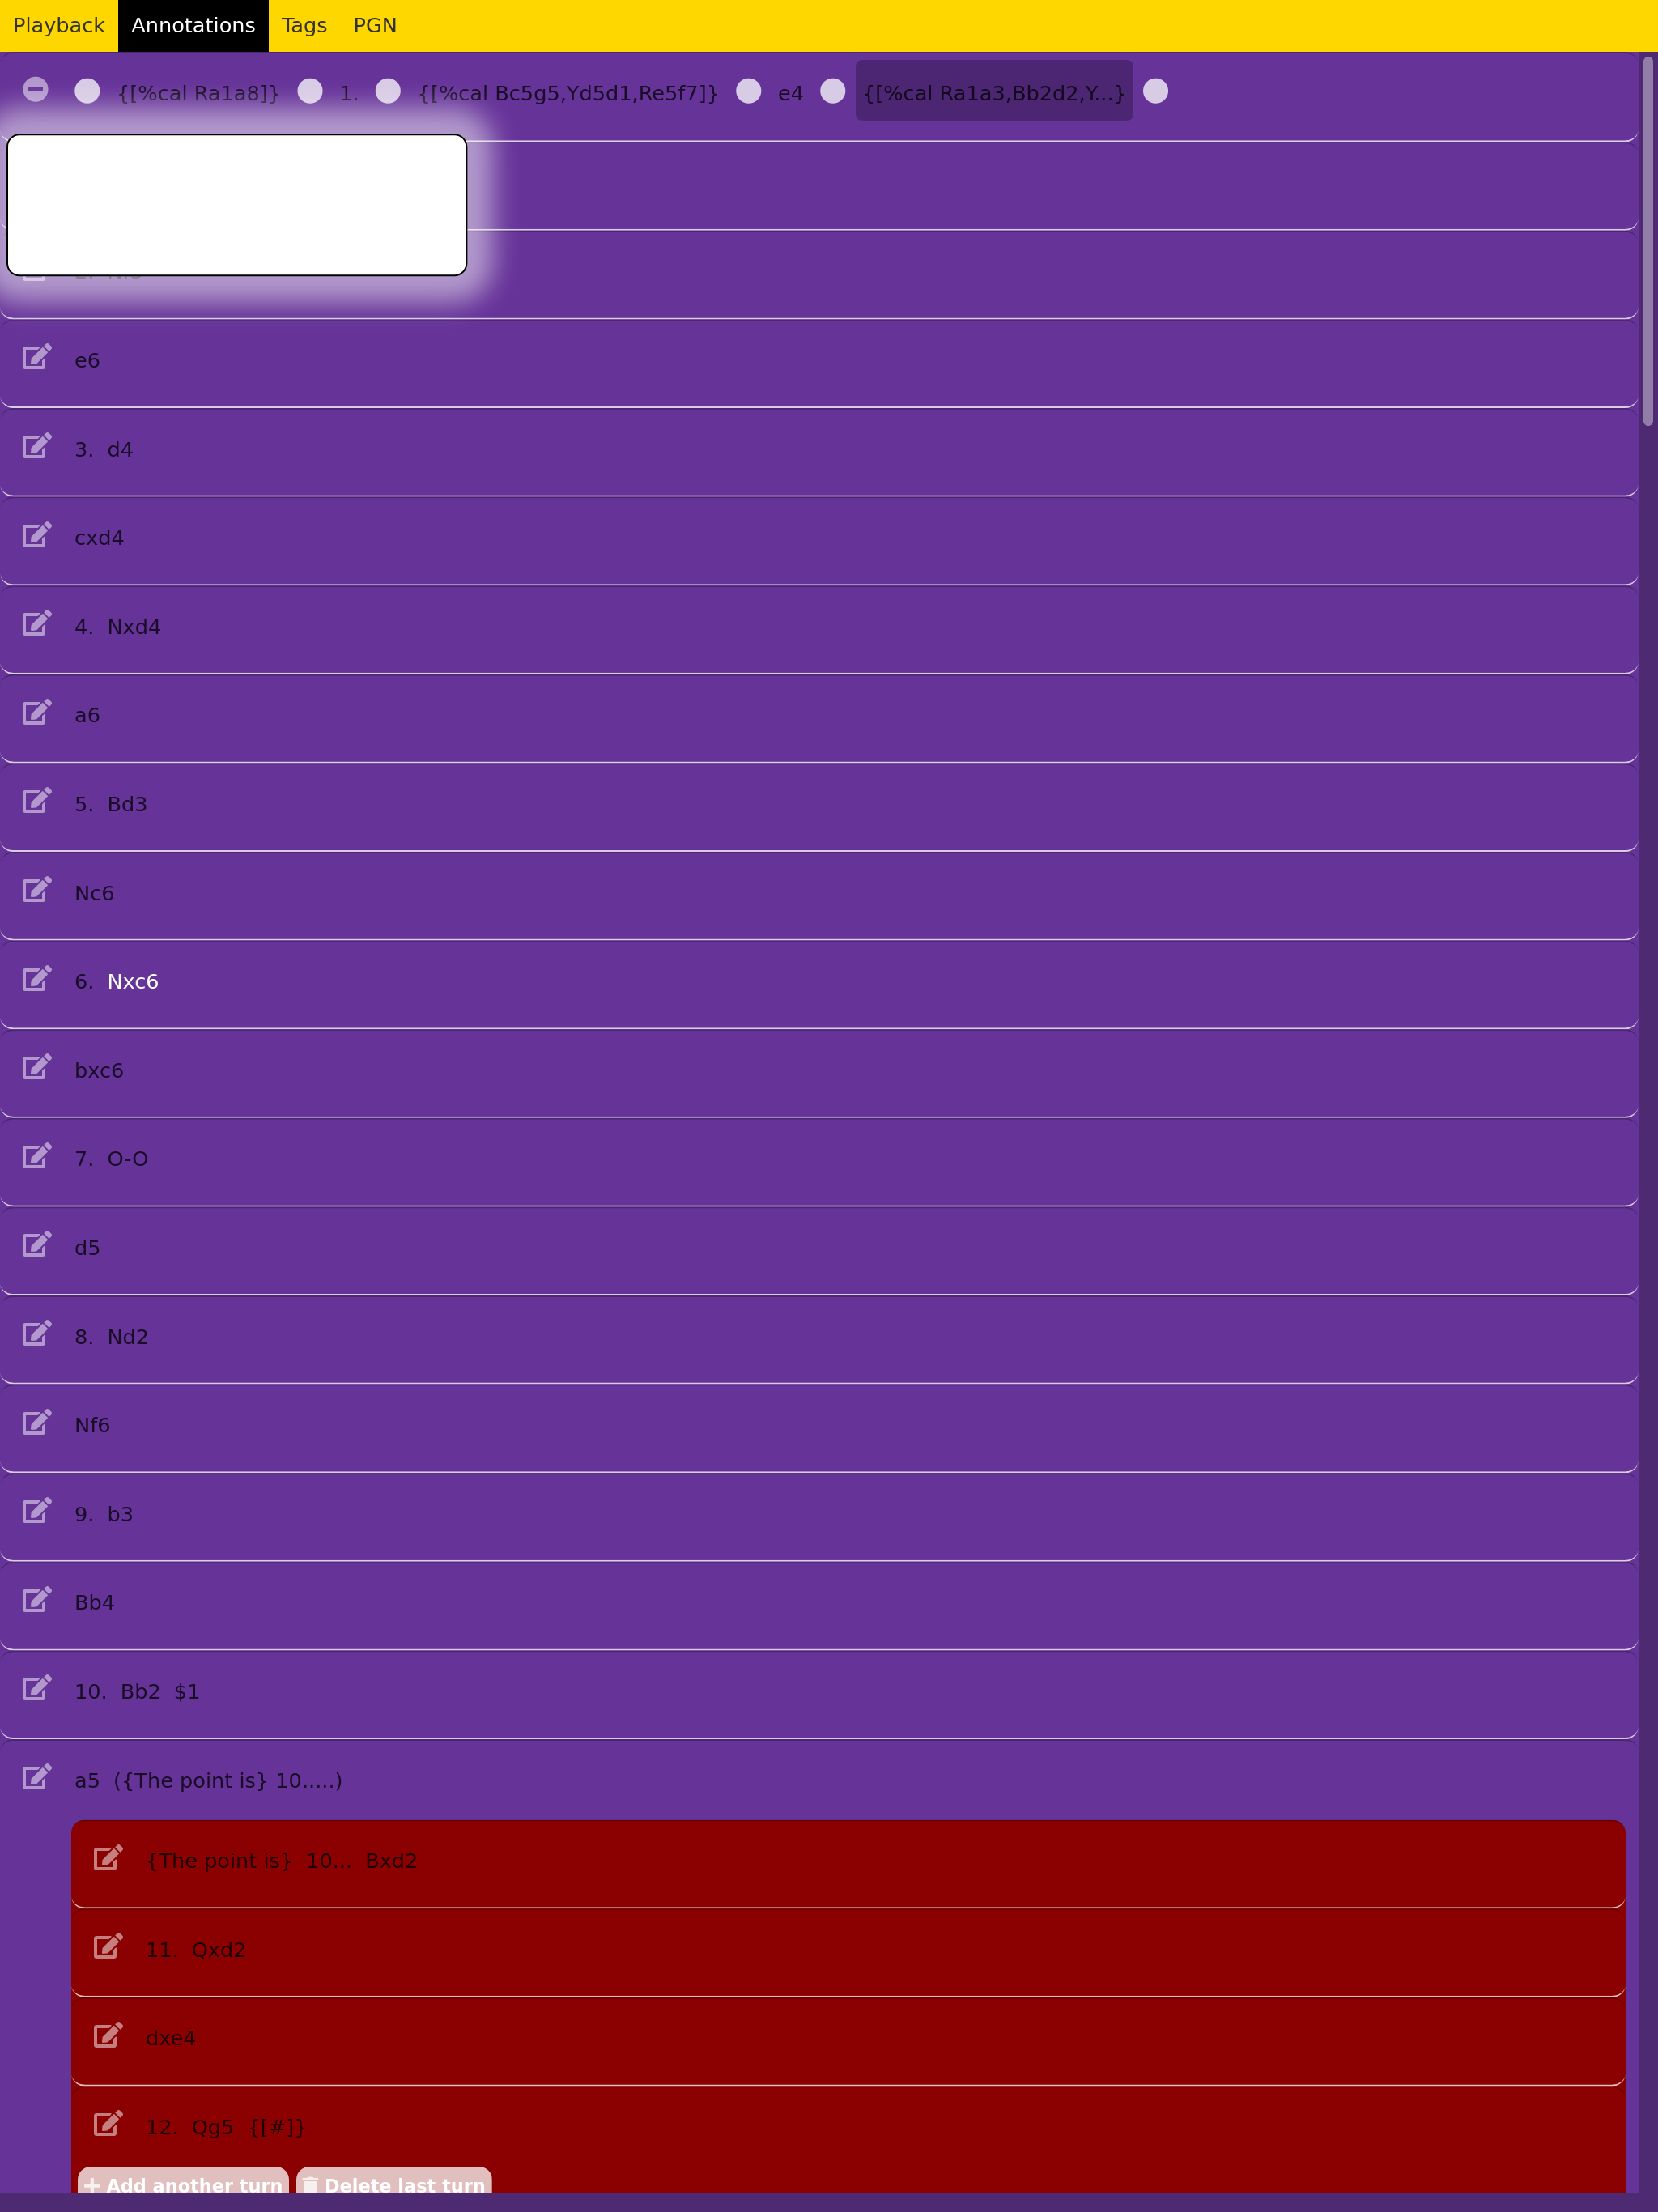 Playback Annotations Tags PGN
{[%cal Ra1a8]} 1. {[%cal Bc5g5,Yd5d1,Re5f7]} e4 {[%cal Ra1a3,Bb2d2,Y...}
e6
3. d4
cxd4
4. Nxd4
a6
5. Bd3
Nc6
6. Nxc6
bxc6
7. O-O
d5
8. Nd2
Nf6
9. b3
Bb4
10. Bb2 $1
a5 ({The point is} 10.....)
{The point is} 10... Bxd2
11. Qxd2
dxe4
12. Qg5 {[#]}
Add another turn Delete last turn